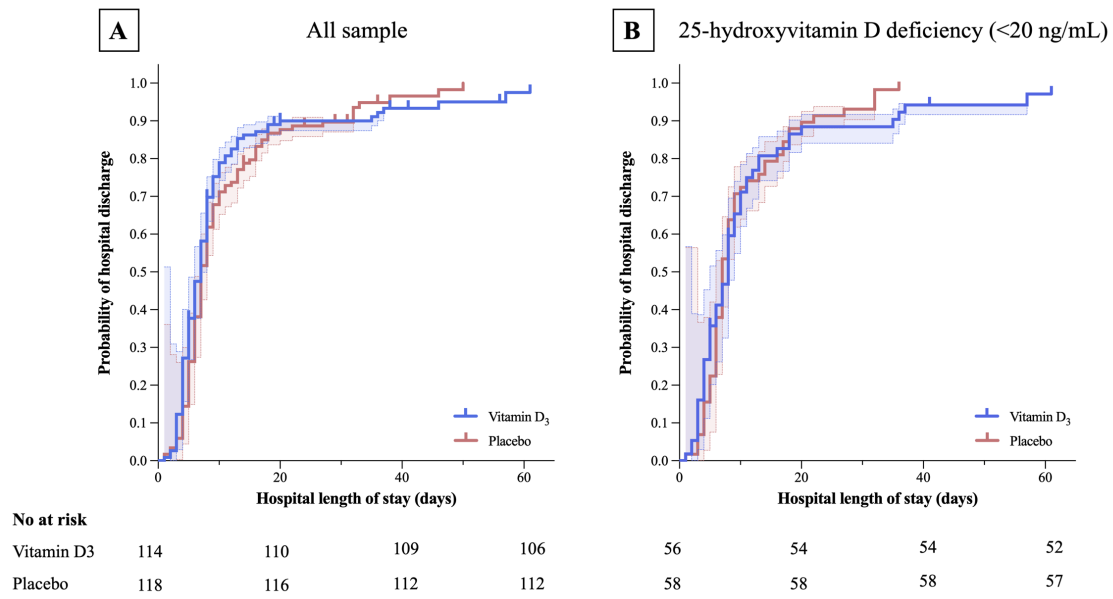 A All sample
B 25-hydroxyvitamin D deficiency (<20 ng/mL)
Probability of hospital discharge
1.0
0.9
0.8
0.7
0.6
0.5
0.4
0.3
0.2
0.1
0.0
Vitamin D3
Placebo
0 20 40 60
Hospital length of stay (days)
Probability of hospital discharge
1.0
0.9
0.8
0.7
0.6
0.5
0.4
0.3
0.2
0.1
0.0
Vitamin D3
Placebo
0 20 40 60
Hospital length of stay (days)
No at risk
Vitamin D3 114 110 109 106 56 54 54 52
Placebo 118 116 112 112 58 58 58 57